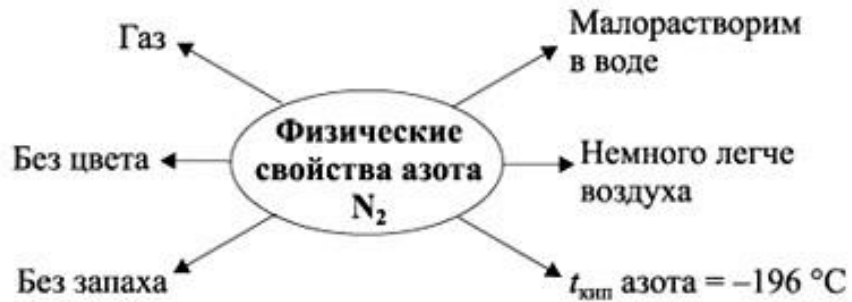 Газ
Малорастворим
в воде
Физические
свойства азота
N₂
Без цвета
Немного легче
воздуха
Без запаха
tкип азота = –196 °C